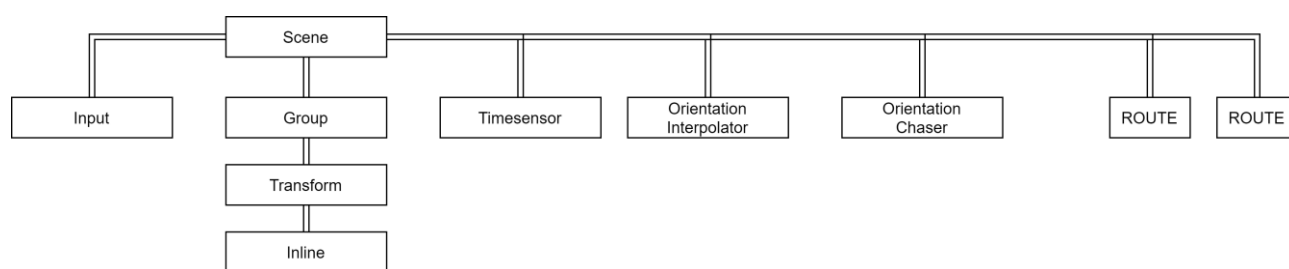 Scene
Input
Group
Timesensor
Orientation
Interpolator
Orientation
Chaser
ROUTE
ROUTE
Transform
Inline